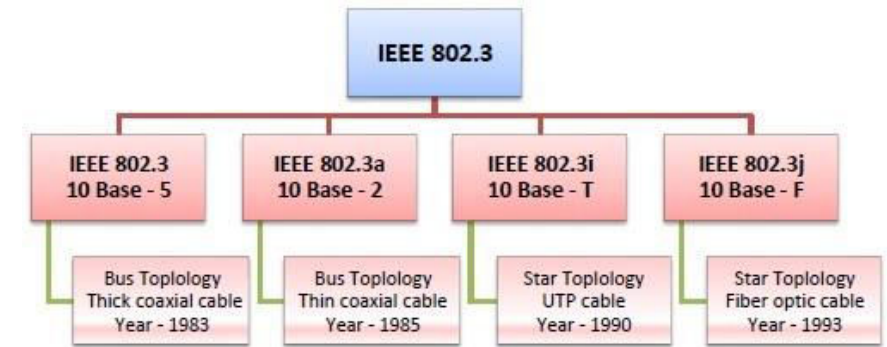 IEEE 802.3
IEEE 802.3
10 Base - 5
IEEE 802.3a
10 Base - 2
IEEE 802.3i
10 Base - T
IEEE 802.3j
10 Base - F
Bus Toplology
Thick coaxial cable
Year - 1983
Bus Toplology
Thin coaxial cable
Year - 1985
Star Toplology
UTP cable
Year - 1990
Star Toplology
Fiber optic cable
Year - 1993